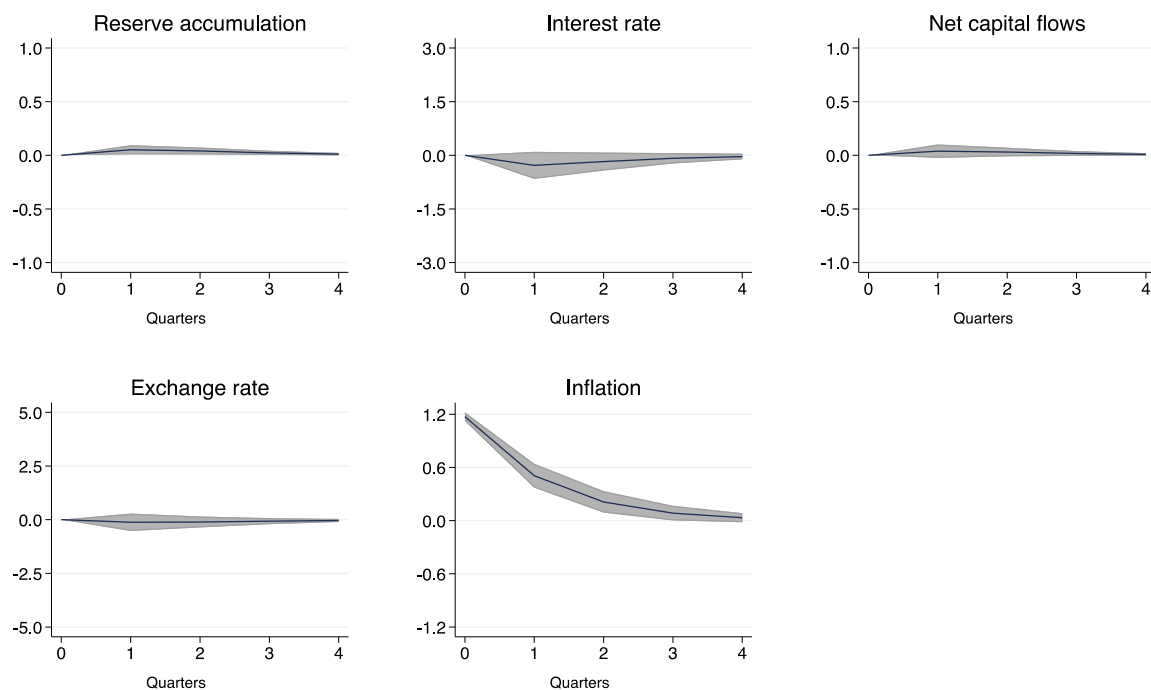 Reserve accumulation
1.0
0.5
0.0
-0.5
-1.0
0 1 2 3 4
Quarters
Interest rate
3.0
1.5
0.0
-1.5
-3.0
0 1 2 3 4
Quarters
Net capital flows
1.0
0.5
0.0
-0.5
-1.0
0 1 2 3 4
Quarters
Exchange rate
5.0
2.5
0.0
-2.5
-5.0
0 1 2 3 4
Quarters
Inflation
1.2
0.6
0.0
-0.6
-1.2
0 1 2 3 4
Quarters